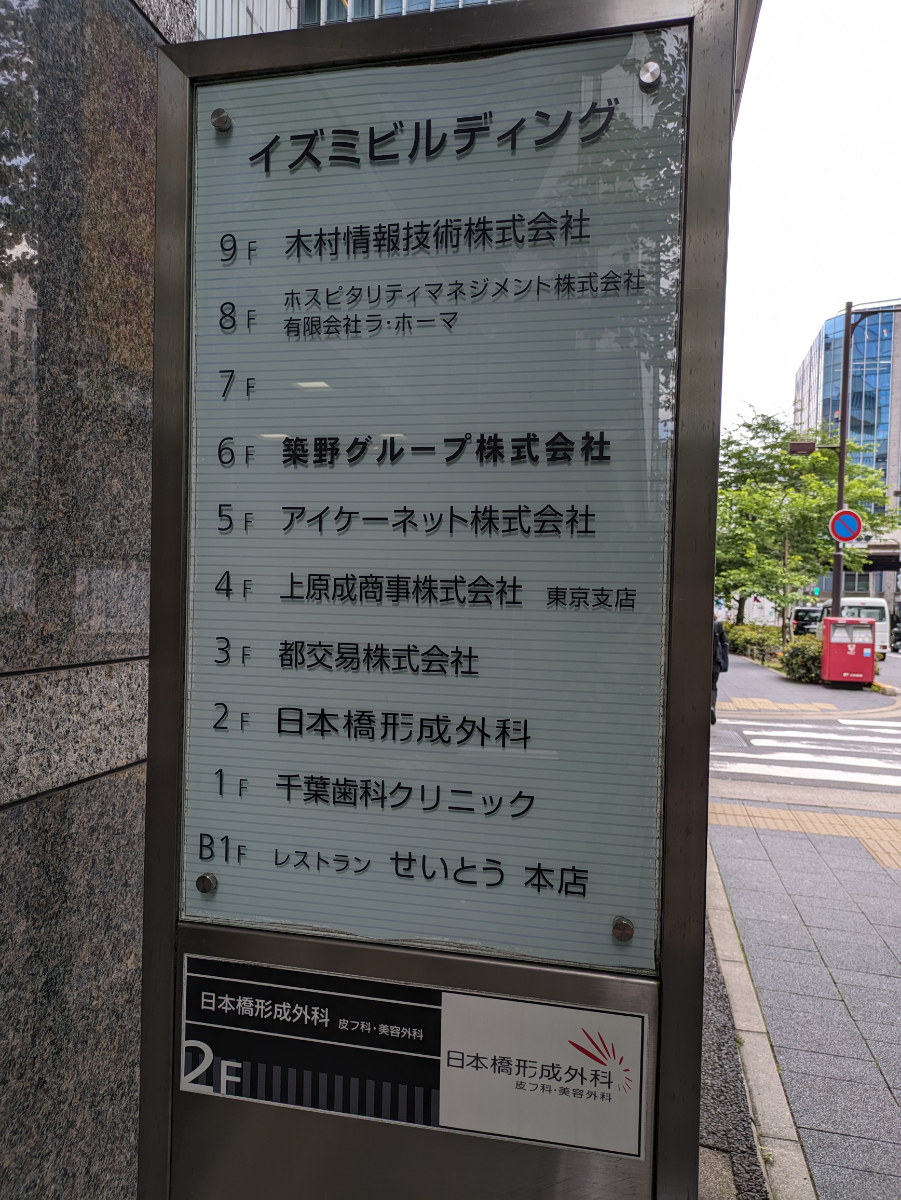 イズミビルディング
9F 木村情報技術株式会社
8F ホスピタリティマネジメント株式会社
有限会社ラ・ホーマ
7F
6F 築野グループ株式会社
5F アイケーネット株式会社
4F 上原成商事株式会社 東京支店
3F 都交易株式会社
2F 日本橋形成外科
1F 千葉歯科クリニック
B1F レストラン せいとう 本店
日本橋形成外科 皮フ科・美容外科
2F
日本橋形成外科
皮フ科・美容外科